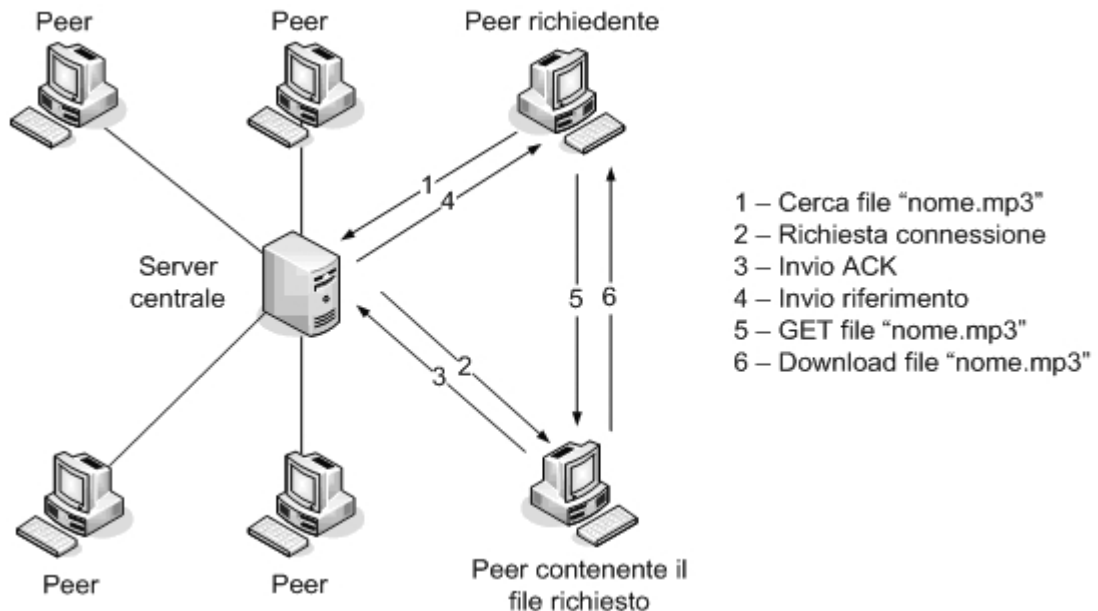 Peer
Peer
Peer richiedente
1
4
Server
centrale
5
6
2
3
1 – Cerca file “nome.mp3”
2 – Richiesta connessione
3 – Invio ACK
4 – Invio riferimento
5 – GET file “nome.mp3”
6 – Download file “nome.mp3”
Peer
Peer
Peer contenente il
file richiesto